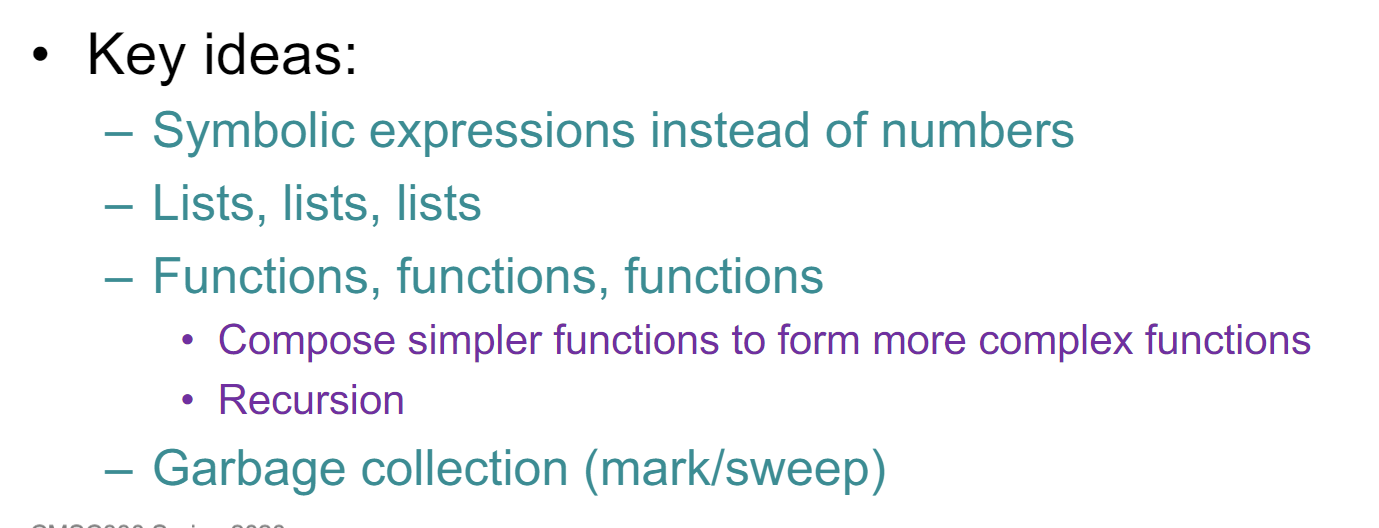 • Key ideas:
– Symbolic expressions instead of numbers
– Lists, lists, lists
– Functions, functions, functions
• Compose simpler functions to form more complex functions
• Recursion
– Garbage collection (mark/sweep)